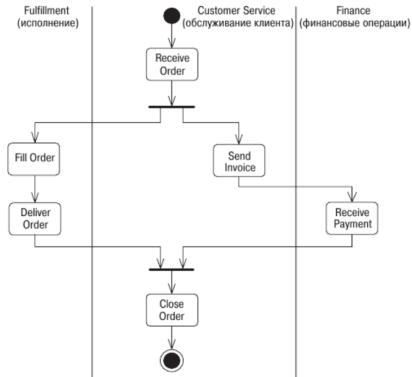 Fulfillment
(исполнение)
Customer Service
(обслуживание клиента)
Finance
(финансовые операции)
Receive
Order
Fill Order
Send
Invoice
Deliver
Order
Receive
Payment
Close
Order